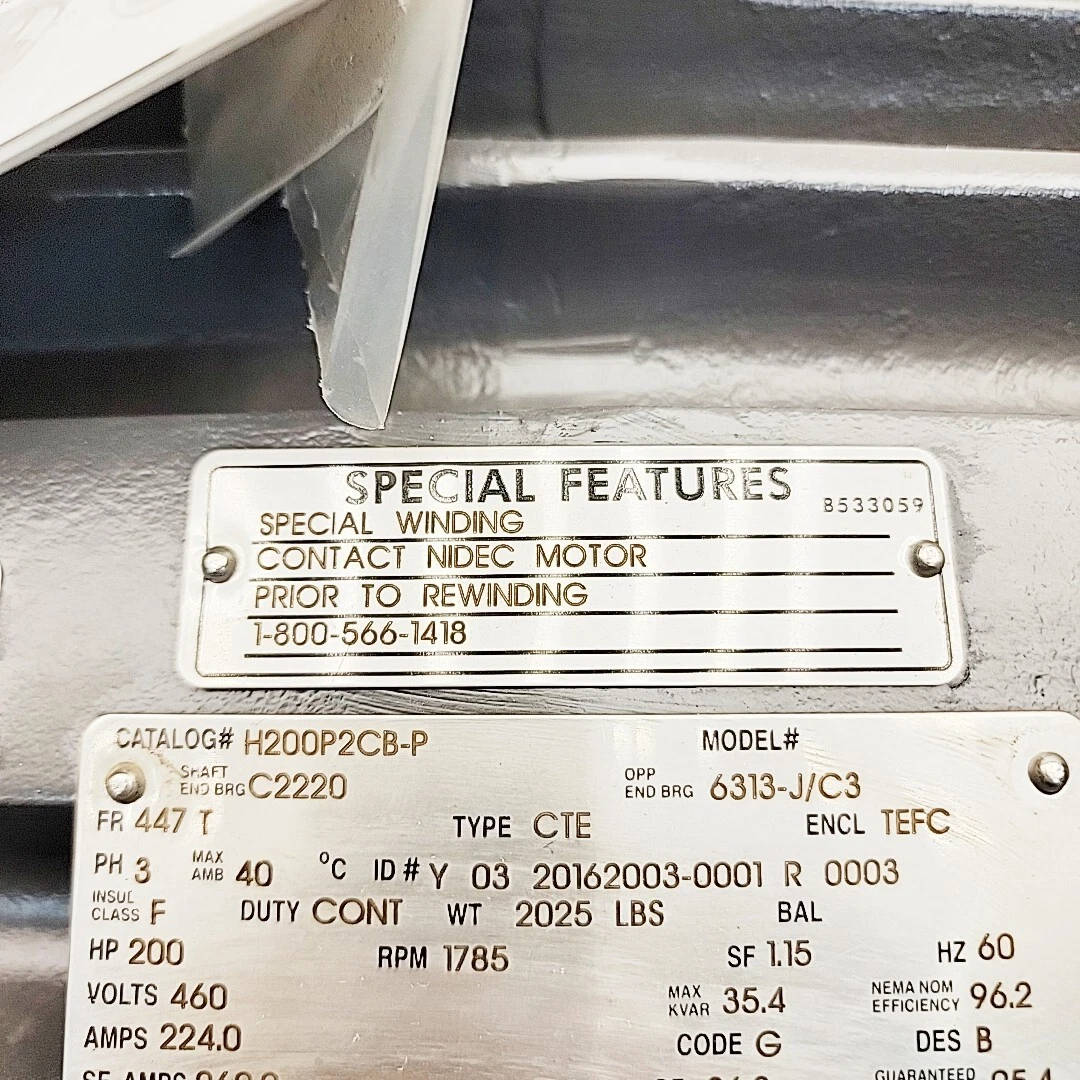 SPECIAL FEATURES B533059
SPECIAL WINDING
CONTACT NIDEC MOTOR
PRIOR TO REWINDING
1-800-566-1418
CATALOG# H200P2CB-P MODEL#
SHAFT END BRG C2220 OPP END BRG 6313-J/C3
FR 447 T TYPE CTE ENCL TEFC
PH 3 MAX AMB 40 °C ID# Y 03 20162003-0001 R 0003
INSUL CLASS F DUTY CONT WT 2025 LBS BAL
HP 200 RPM 1785 SF 1.15 HZ 60
VOLTS 460 MAX KVAR 35.4 NEMA NOM EFFICIENCY 96.2
AMPS 224.0 CODE G DES B
SF AMPS GUARANTEED